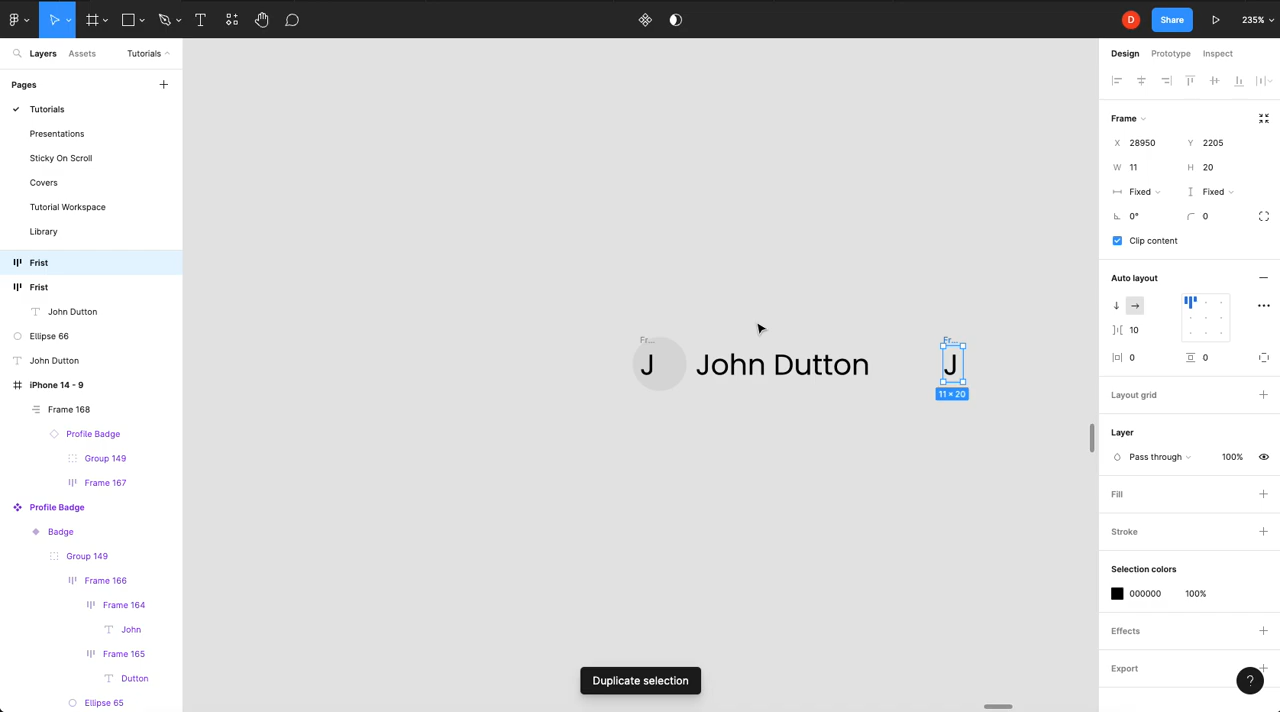 D
Share
235%
Layers
Assets
Tutorials
Pages
Tutorials
Presentations
Sticky On Scroll
Covers
Tutorial Workspace
Library
Frist
Frist
John Dutton
Ellipse 66
John Dutton
iPhone 14 - 9
Frame 168
Profile Badge
Group 149
Frame 167
Profile Badge
Badge
Group 149
Frame 166
Frame 164
John
Frame 165
Dutton
Ellipse 65
Fr...
J
John Dutton
Fr...
J
11 × 20
Duplicate selection
Design
Prototype
Inspect
Frame
X 28950
Y 2205
W 11
H 20
Fixed
Fixed
0°
0
Clip content
Auto layout
10
0
0
Layout grid
Layer
Pass through
100%
Fill
Stroke
Selection colors
000000
100%
Effects
Export
?